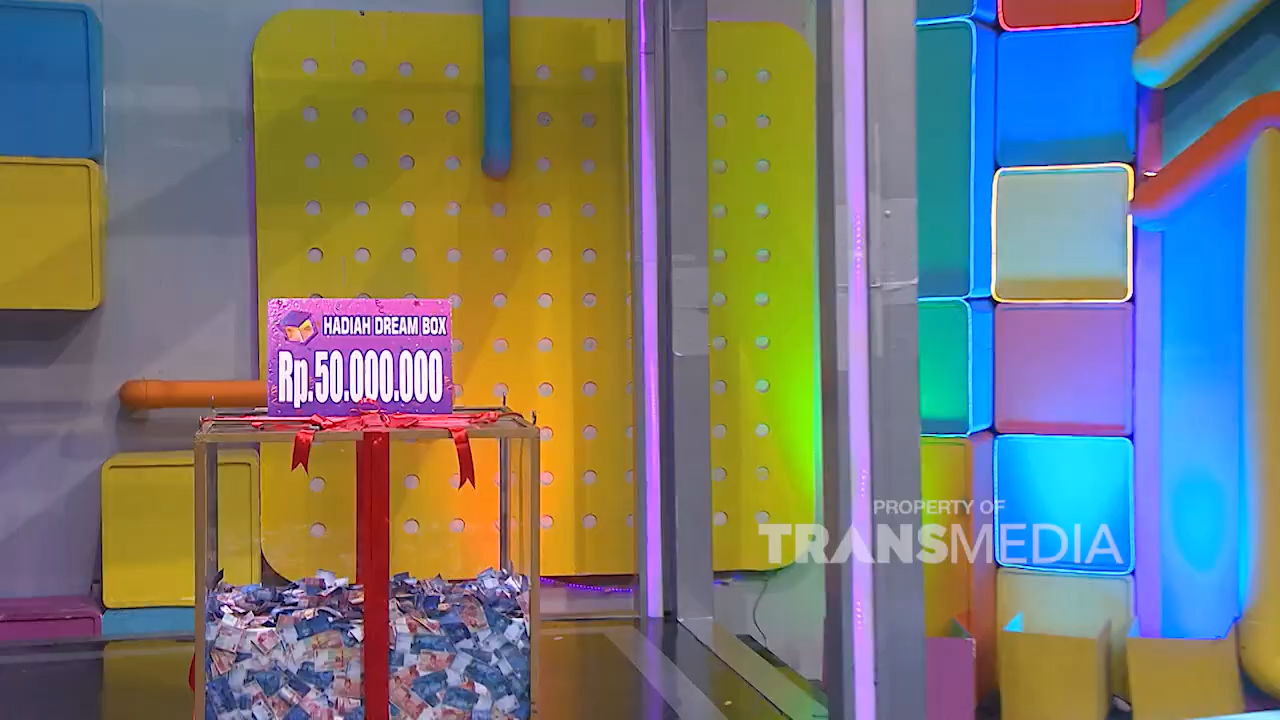 HADIAH DREAM BOX
Rp.50.000.000
PROPERTY OF
TRANSMEDIA